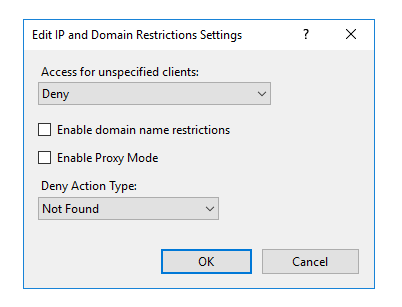 Edit IP and Domain Restrictions Settings ?
Access for unspecified clients:
Deny
Enable domain name restrictions
Enable Proxy Mode
Deny Action Type:
Not Found
OK Cancel